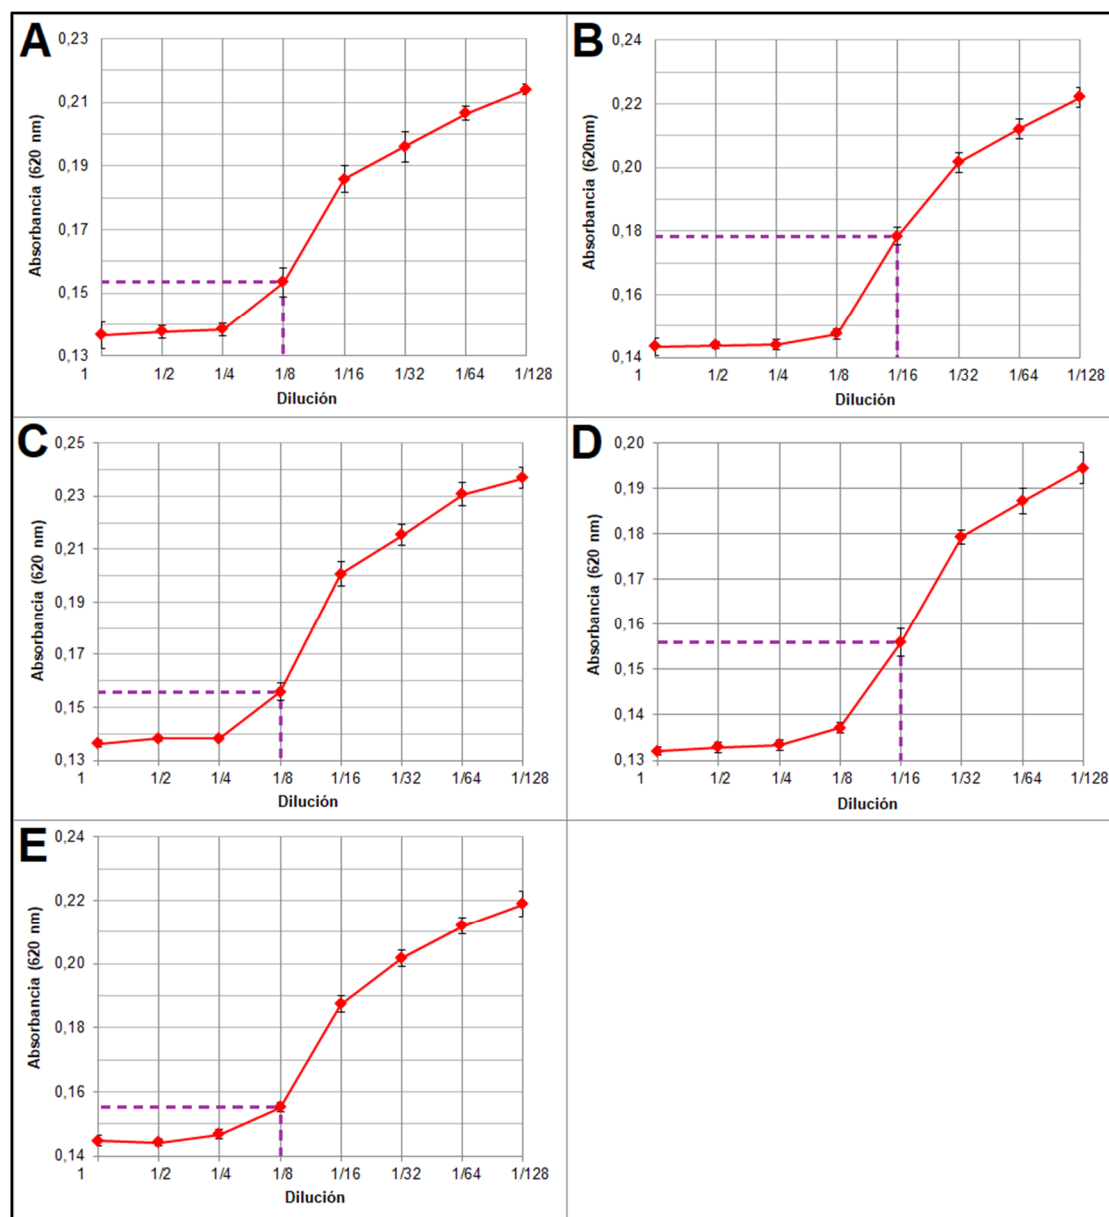 A
Absorbancia (620 nm)
0,23
0,21
0,19
0,17
0,15
0,13
1 1/2 1/4 1/8 1/16 1/32 1/64 1/128
Dilución
B
Absorbancia (620nm)
0,24
0,22
0,20
0,18
0,16
0,14
1 1/2 1/4 1/8 1/16 1/32 1/64 1/128
Dilución
C
Absorbancia (620 nm)
0,25
0,23
0,21
0,19
0,17
0,15
0,13
1 1/2 1/4 1/8 1/16 1/32 1/64 1/128
Dilución
D
Absorbancia (620 nm)
0,20
0,19
0,18
0,17
0,16
0,15
0,14
0,13
1 1/2 1/4 1/8 1/16 1/32 1/64 1/128
Dilución
E
Absorbancia (620 nm)
0,24
0,22
0,20
0,18
0,16
0,14
1 1/2 1/4 1/8 1/16 1/32 1/64 1/128
Dilución